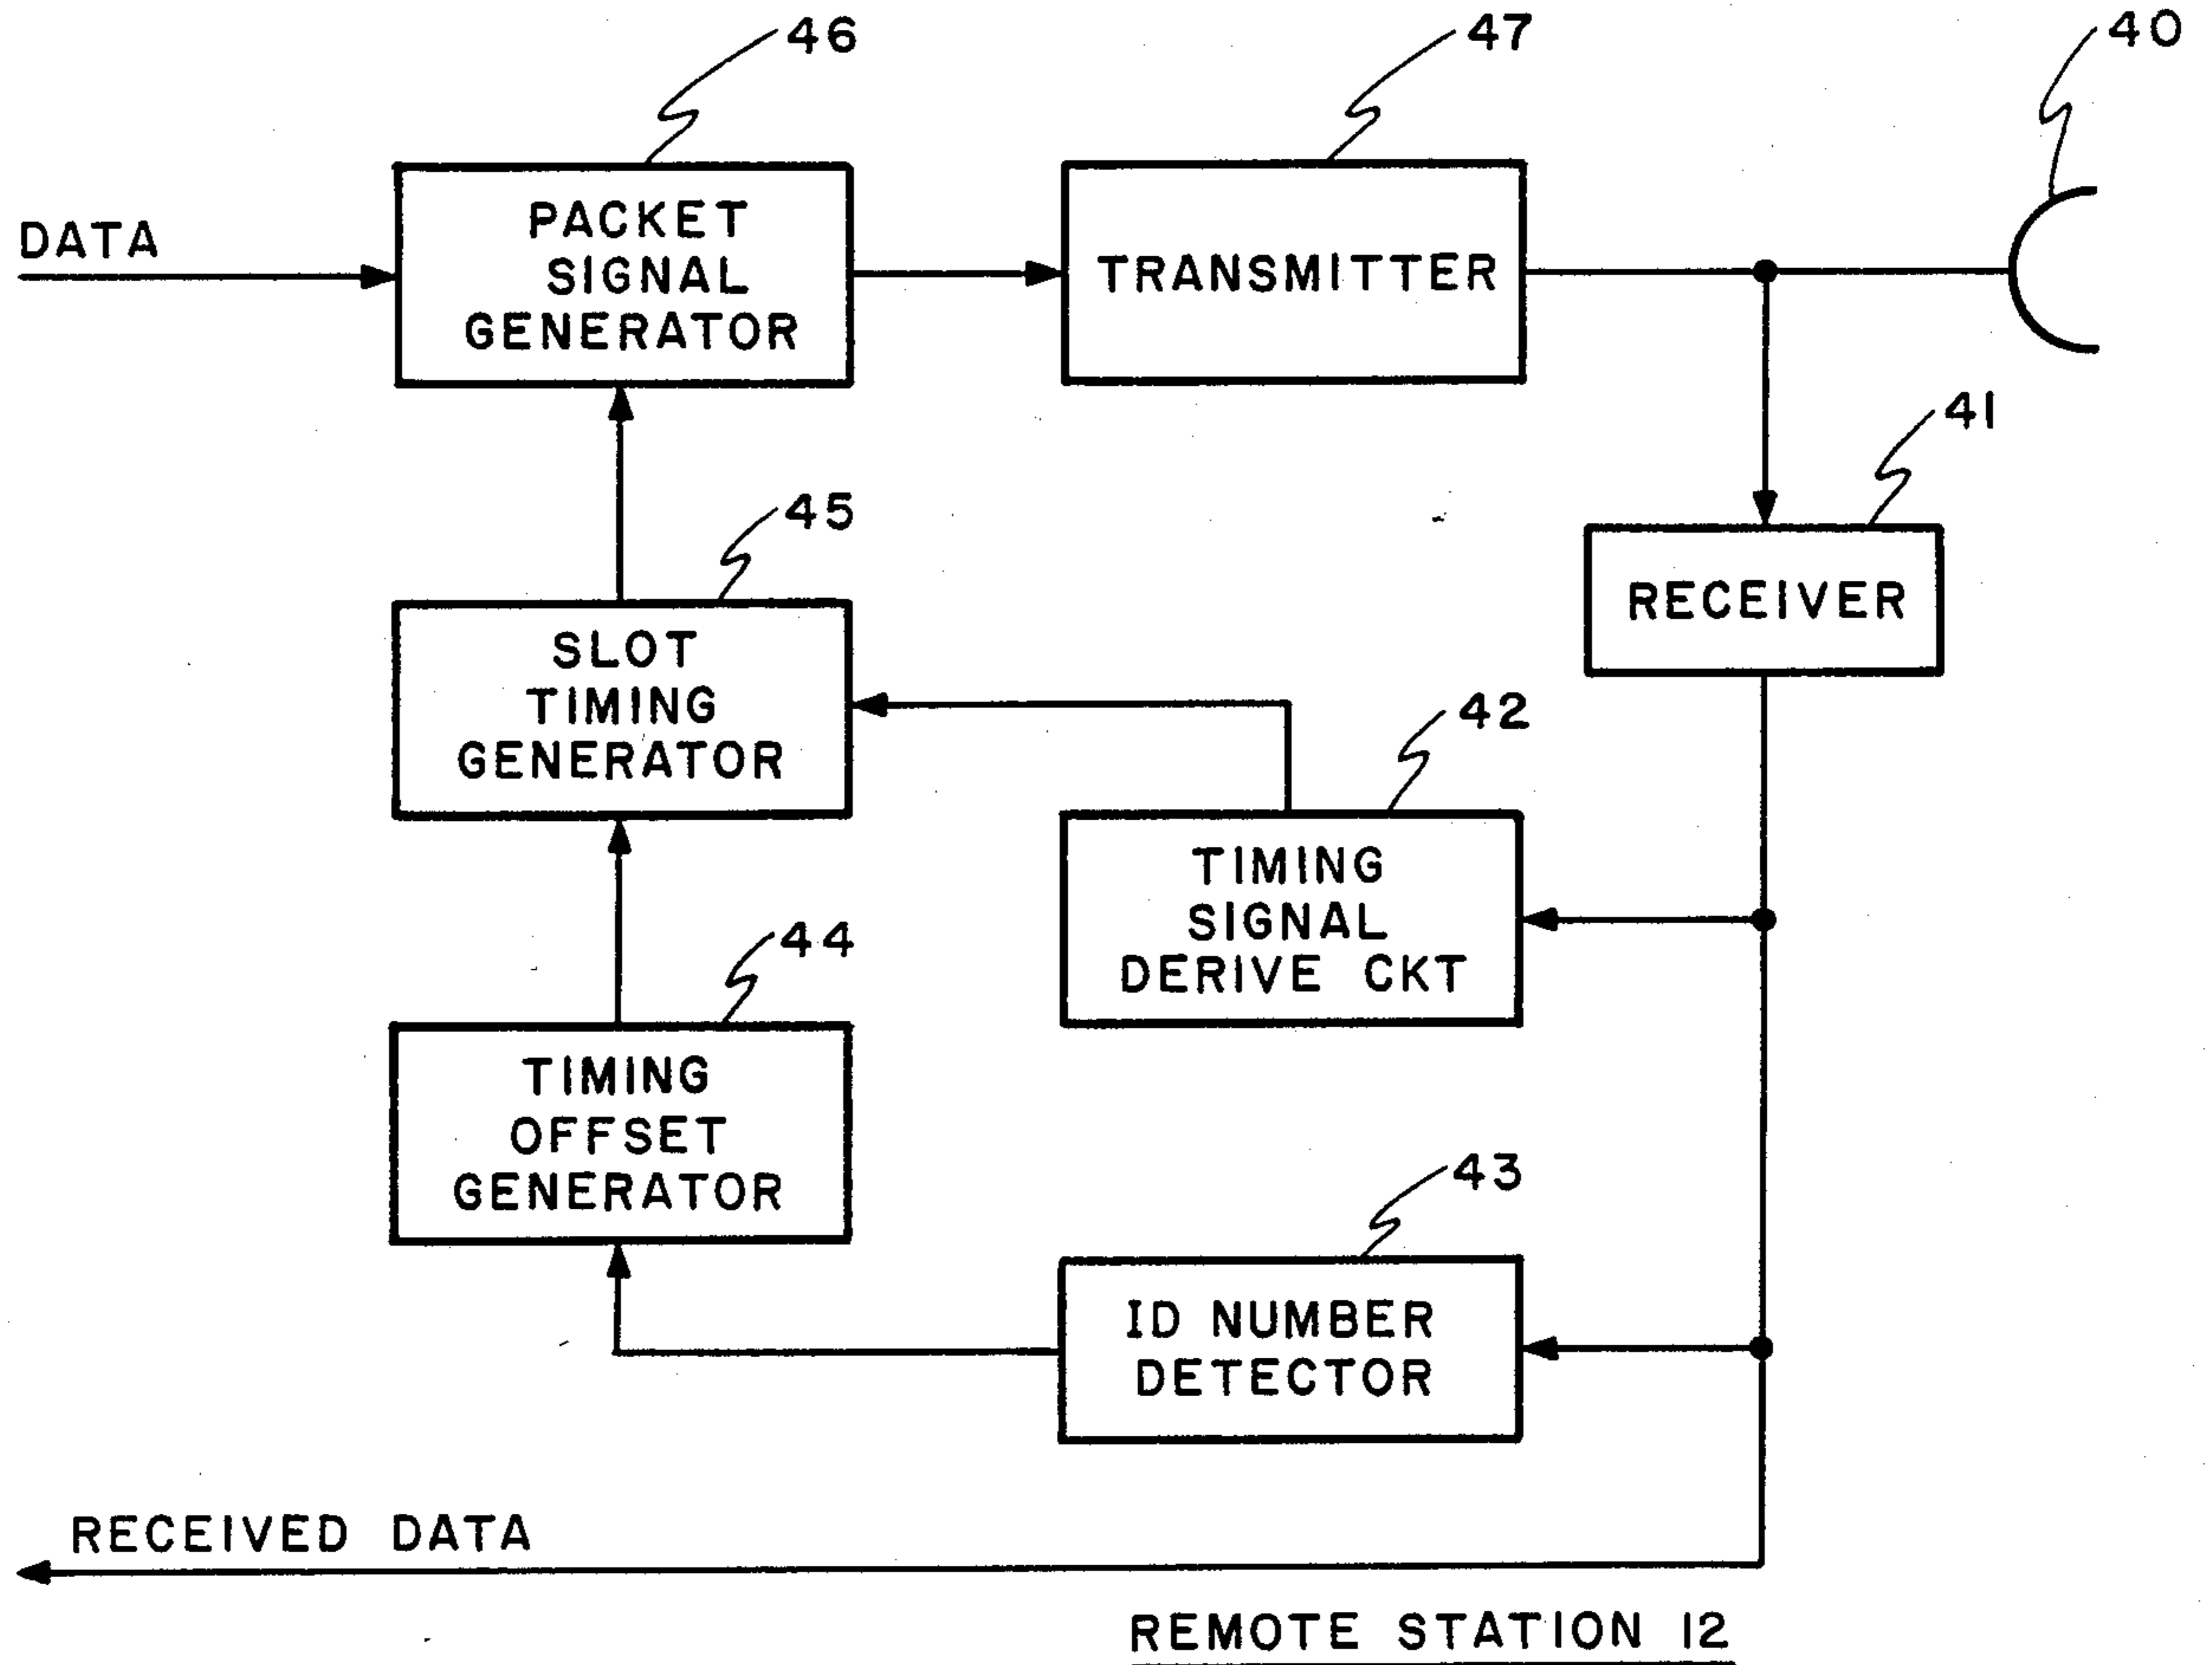 46
47
40
DATA
PACKET
SIGNAL
GENERATOR
TRANSMITTER
41
RECEIVER
45
SLOT
TIMING
GENERATOR
42
TIMING
SIGNAL
DERIVE CKT
44
TIMING
OFFSET
GENERATOR
43
ID NUMBER
DETECTOR
RECEIVED DATA
REMOTE STATION 12